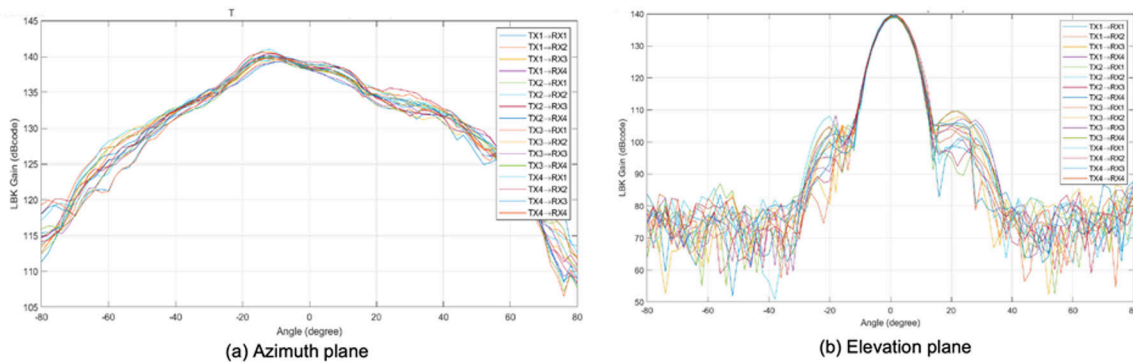 T
145
140
135
130
125
120
115
110
105
LBK Gain (dBcode)
-80
-60
-40
-20
0
20
40
60
80
Angle (degree)
TX1→RX1
TX1→RX2
TX1→RX3
TX1→RX4
TX2→RX1
TX2→RX2
TX2→RX3
TX2→RX4
TX3→RX1
TX3→RX2
TX3→RX3
TX3→RX4
TX4→RX1
TX4→RX2
TX4→RX3
TX4→RX4
(a) Azimuth plane
140
130
120
110
100
90
80
70
60
50
LBK Gain (dBcode)
-80
-60
-40
-20
0
20
40
60
80
Angle (degree)
TX1→RX1
TX1→RX2
TX1→RX3
TX1→RX4
TX2→RX1
TX2→RX2
TX2→RX3
TX2→RX4
TX3→RX1
TX3→RX2
TX3→RX3
TX3→RX4
TX4→RX1
TX4→RX2
TX4→RX3
TX4→RX4
(b) Elevation plane